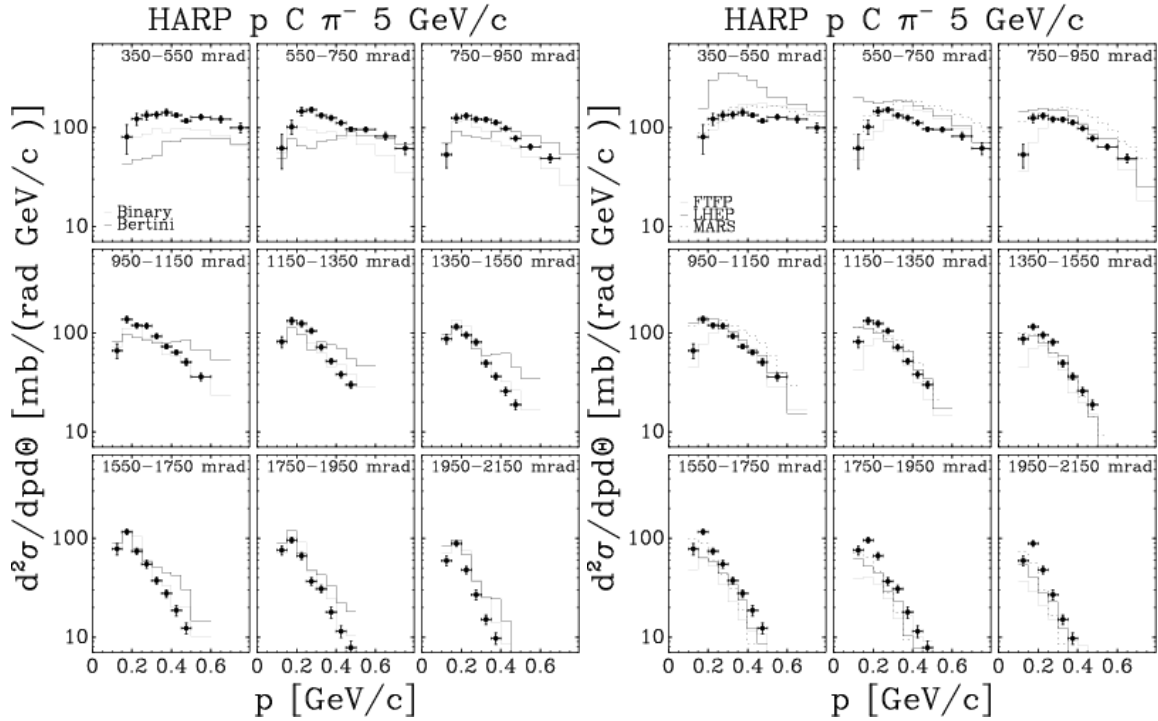 HARP p C π⁻ 5 GeV/c
HARP p C π⁻ 5 GeV/c
d²σ/dpdΘ [mb/(rad GeV/c )]
350−550 mrad
550−750 mrad
750−950 mrad
100
10
Binary
Bertini
950−1150 mrad
1150−1350 mrad
1350−1550 mrad
100
10
1550−1750 mrad
1750−1950 mrad
1950−2150 mrad
100
10
0 0.2 0.4 0.6 0.2 0.4 0.6 0.2 0.4 0.6
p [GeV/c]
d²σ/dpdΘ [mb/(rad GeV/c )]
350−550 mrad
550−750 mrad
750−950 mrad
100
10
FTFP
LHEP
MARS
950−1150 mrad
1150−1350 mrad
1350−1550 mrad
100
10
1550−1750 mrad
1750−1950 mrad
1950−2150 mrad
100
10
0 0.2 0.4 0.6 0.2 0.4 0.6 0.2 0.4 0.6
p [GeV/c]